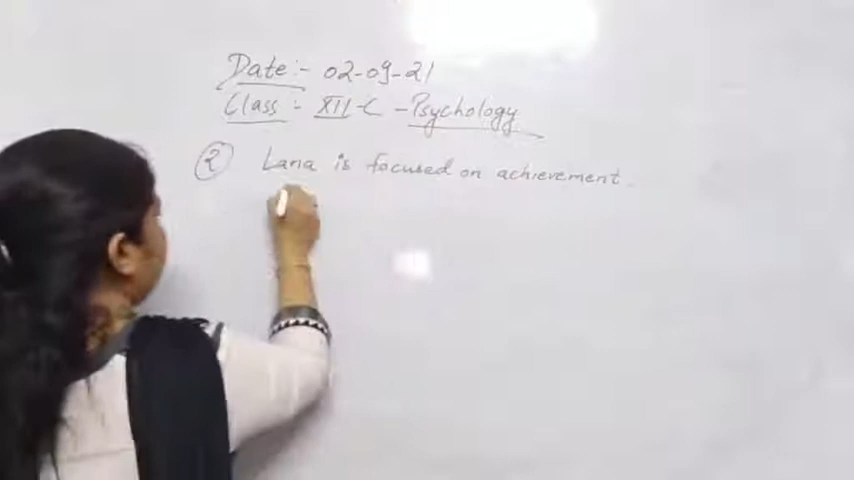 Date:- 02-09-21
Class:- XII-C - Psychology
2 Lana is focused on achievement.